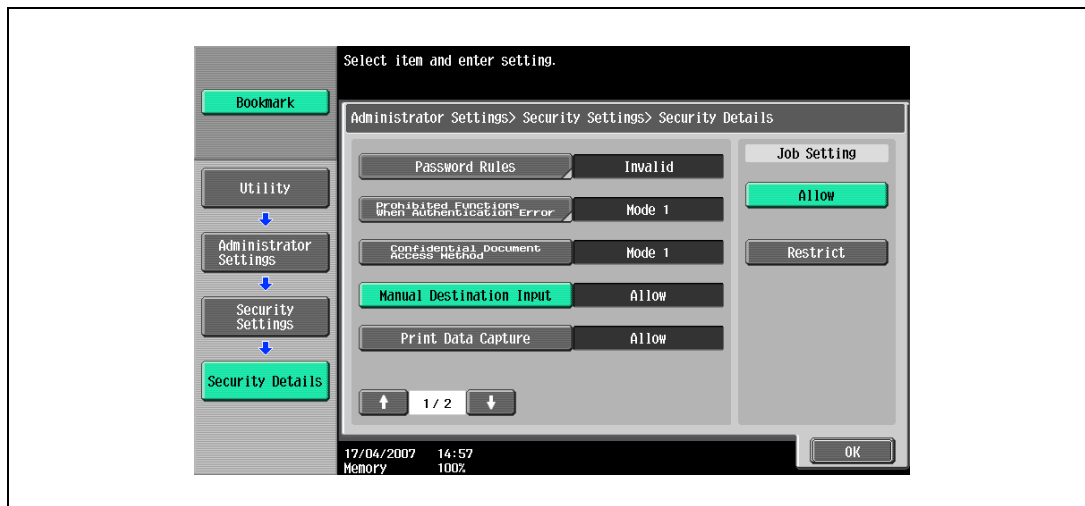 Select item and enter setting.
Bookmark
Administrator Settings> Security Settings> Security Details
Utility
Administrator
Settings
Security
Settings
Security Details
Password Rules
Invalid
Prohibited Functions
When Authentication Error
Mode 1
Confidential Document
Access Method
Mode 1
Manual Destination Input
Allow
Print Data Capture
Allow
1/ 2
Job Setting
Allow
Restrict
17/04/2007 14:57
Memory 100%
OK